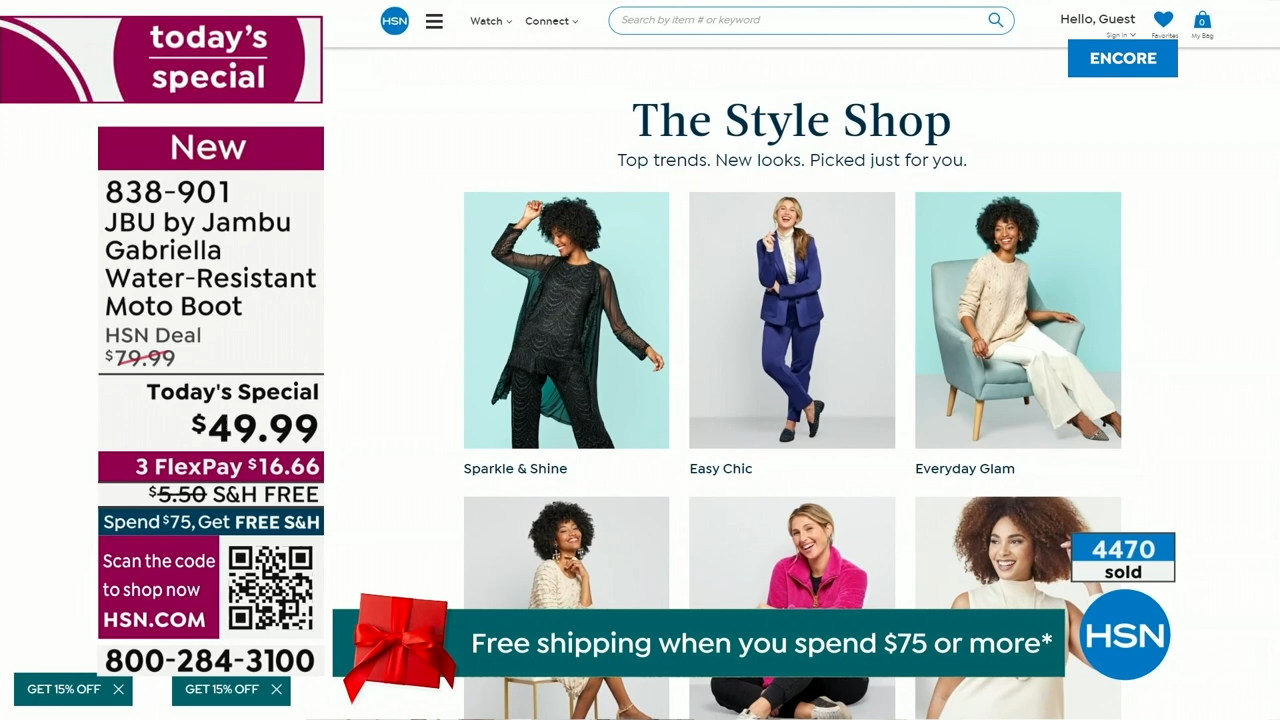 today's
special
New
838-901
JBU by Jambu
Gabriella
Water-Resistant
Moto Boot
HSN Deal
$79.99
Today's Special
$49.99
3 FlexPay $16.66
$5.50 S&H FREE
Spend $75, Get FREE S&H
Scan the code
to shop now
HSN.COM
800-284-3100
GET 15% OFF
GET 15% OFF
HSN
Watch
Connect
Search by item # or keyword
Hello, Guest
Sign In
Favorites
0
My Bag
ENCORE
The Style Shop
Top trends. New looks. Picked just for you.
Sparkle & Shine
Easy Chic
Everyday Glam
4470
sold
Free shipping when you spend $75 or more*
HSN